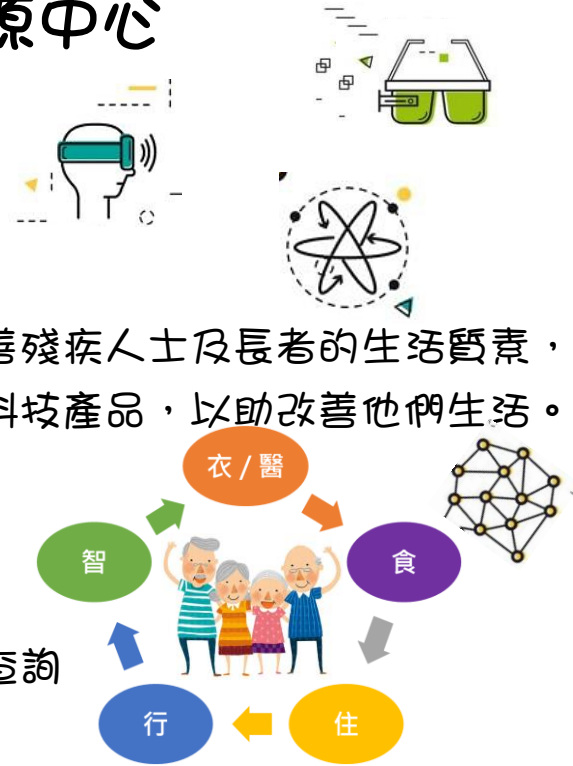 源中心
善殘疾人士及長者的生活質素，
科技產品，以助改善他們生活。
衣 / 醫
智
食
查詢
行
住